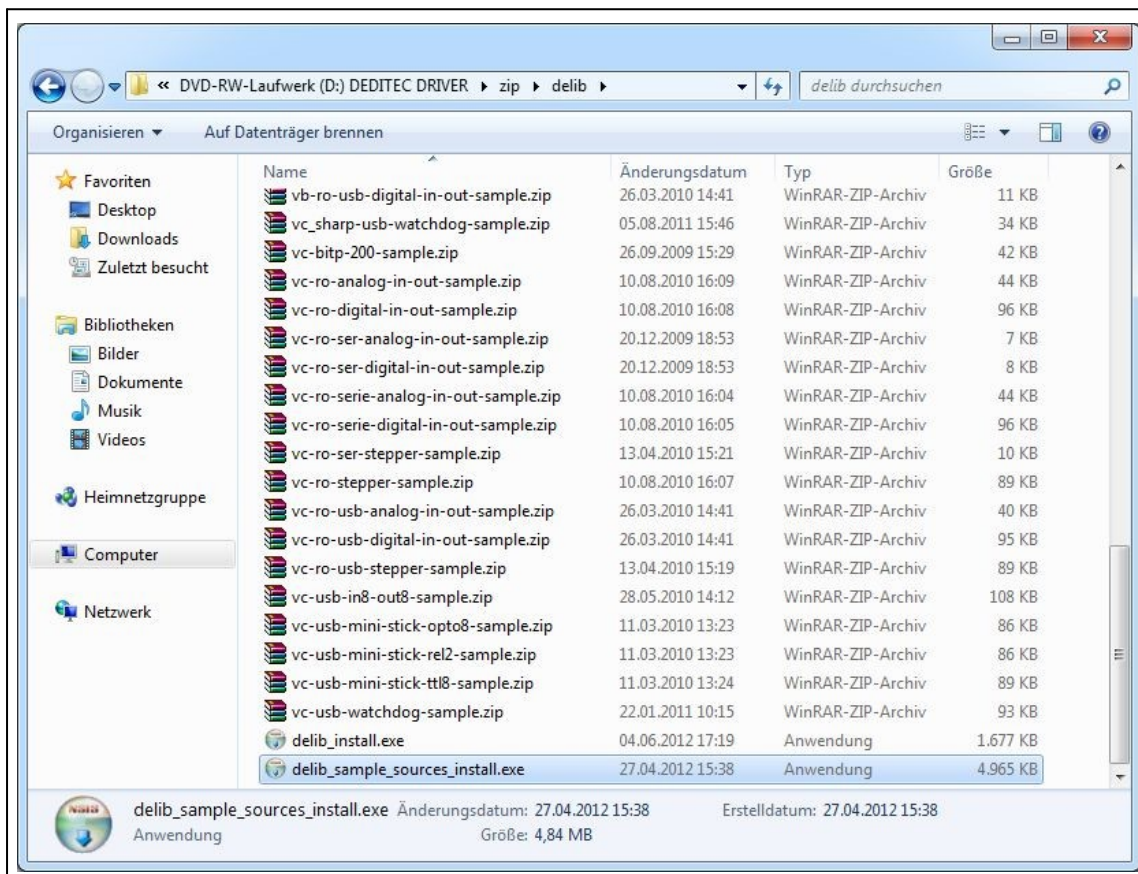 « DVD-RW-Laufwerk (D:) DEDITEC DRIVER ▸ zip ▸ delib ▸ delib durchsuchen
Organisieren Auf Datenträger brennen
Favoriten
Desktop
Downloads
Zuletzt besucht
Bibliotheken
Bilder
Dokumente
Musik
Videos
Heimnetzgruppe
Computer
Netzwerk
Name Änderungsdatum Typ Größe
vb-ro-usb-digital-in-out-sample.zip 26.03.2010 14:41 WinRAR-ZIP-Archiv 11 KB
vc_sharp-usb-watchdog-sample.zip 05.08.2011 15:46 WinRAR-ZIP-Archiv 34 KB
vc-bitp-200-sample.zip 26.09.2009 15:29 WinRAR-ZIP-Archiv 42 KB
vc-ro-analog-in-out-sample.zip 10.08.2010 16:09 WinRAR-ZIP-Archiv 44 KB
vc-ro-digital-in-out-sample.zip 10.08.2010 16:08 WinRAR-ZIP-Archiv 96 KB
vc-ro-ser-analog-in-out-sample.zip 20.12.2009 18:53 WinRAR-ZIP-Archiv 7 KB
vc-ro-ser-digital-in-out-sample.zip 20.12.2009 18:53 WinRAR-ZIP-Archiv 8 KB
vc-ro-serie-analog-in-out-sample.zip 10.08.2010 16:04 WinRAR-ZIP-Archiv 44 KB
vc-ro-serie-digital-in-out-sample.zip 10.08.2010 16:05 WinRAR-ZIP-Archiv 96 KB
vc-ro-ser-stepper-sample.zip 13.04.2010 15:21 WinRAR-ZIP-Archiv 10 KB
vc-ro-stepper-sample.zip 10.08.2010 16:07 WinRAR-ZIP-Archiv 89 KB
vc-ro-usb-analog-in-out-sample.zip 26.03.2010 14:41 WinRAR-ZIP-Archiv 40 KB
vc-ro-usb-digital-in-out-sample.zip 26.03.2010 14:41 WinRAR-ZIP-Archiv 95 KB
vc-ro-usb-stepper-sample.zip 13.04.2010 15:19 WinRAR-ZIP-Archiv 89 KB
vc-usb-in8-out8-sample.zip 28.05.2010 14:12 WinRAR-ZIP-Archiv 108 KB
vc-usb-mini-stick-opto8-sample.zip 11.03.2010 13:23 WinRAR-ZIP-Archiv 86 KB
vc-usb-mini-stick-rel2-sample.zip 11.03.2010 13:23 WinRAR-ZIP-Archiv 86 KB
vc-usb-mini-stick-ttl8-sample.zip 11.03.2010 13:24 WinRAR-ZIP-Archiv 89 KB
vc-usb-watchdog-sample.zip 22.01.2011 10:15 WinRAR-ZIP-Archiv 93 KB
delib_install.exe 04.06.2012 17:19 Anwendung 1.677 KB
delib_sample_sources_install.exe 27.04.2012 15:38 Anwendung 4.965 KB
delib_sample_sources_install.exe Änderungsdatum: 27.04.2012 15:38 Erstelldatum: 27.04.2012 15:38
Anwendung Größe: 4,84 MB